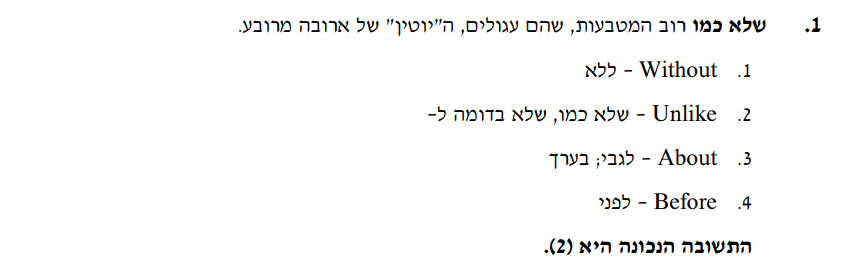 1. שלא כמו רוב המטבעות, שהם עגולים, ה"יוטין" של ארובה מרובע.
1. Without – ללא
2. Unlike – שלא כמו, שלא בדומה ל–
3. About – לגבי; בערך
4. Before – לפני
התשובה הנכונה היא (2).